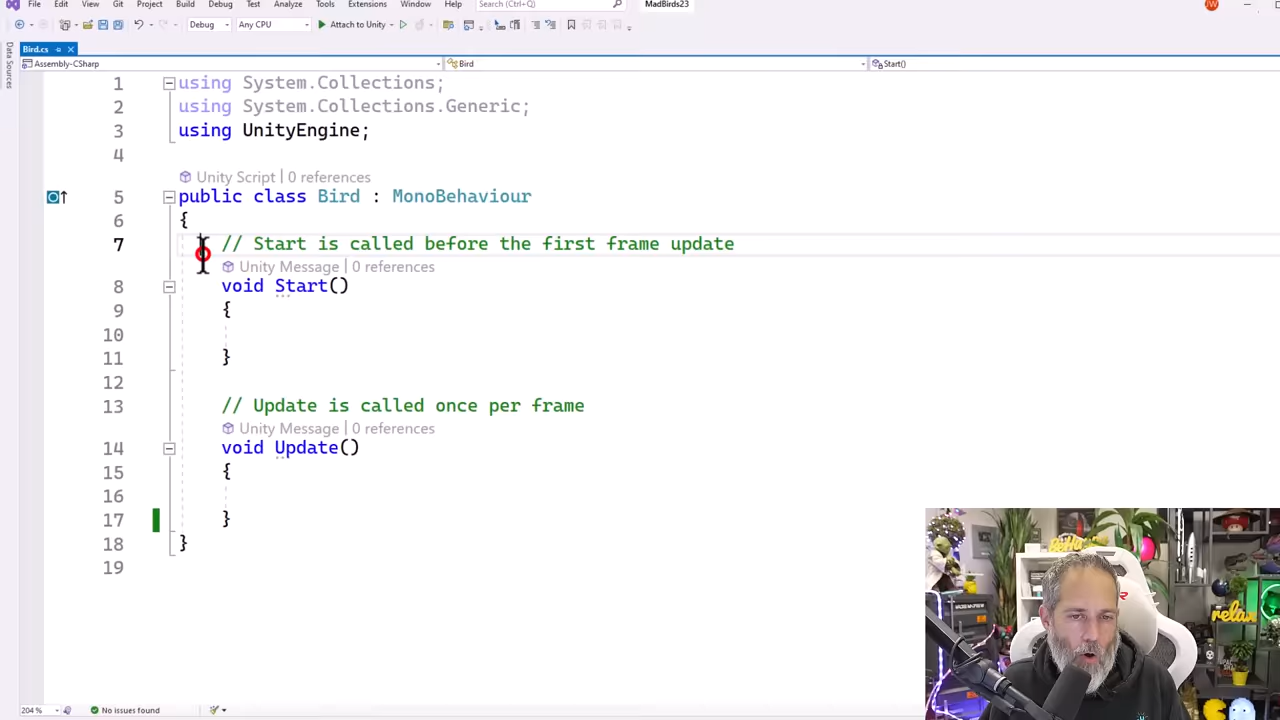 File Edit View Git Project Build Debug Test Analyze Tools Extensions Window Help Search (Ctrl+Q) MadBirds23 JW
Debug Any CPU Attach to Unity
Bird.cs
Data Sources
Assembly-CSharp Bird Start()
1 using System.Collections;
2 using System.Collections.Generic;
3 using UnityEngine;
4
Unity Script | 0 references
5 public class Bird : MonoBehaviour
6 {
7 // Start is called before the first frame update
Unity Message | 0 references
8 void Start()
9 {
10
11 }
12
13 // Update is called once per frame
Unity Message | 0 references
14 void Update()
15 {
16
17 }
18 }
19
relax
204 % No issues found